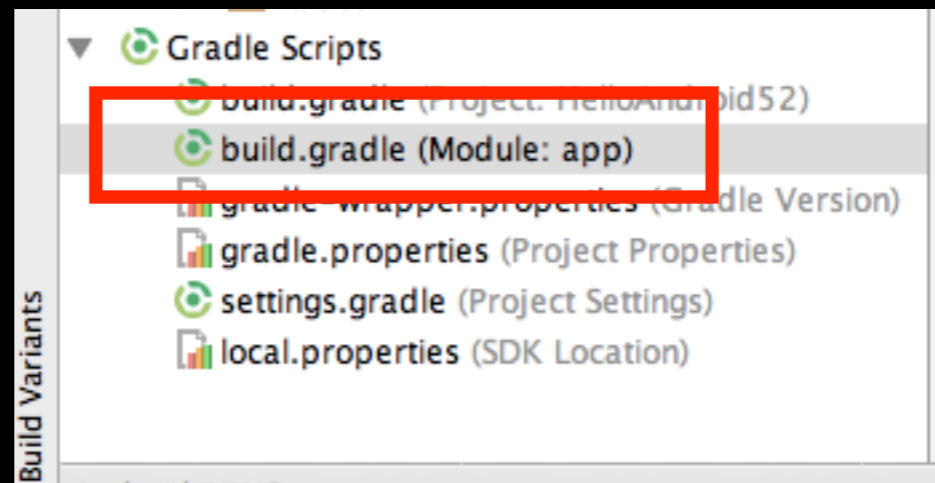 Gradle Scripts
build.gradle (Project: HelloAndroid52)
build.gradle (Module: app)
gradle-wrapper.properties (Gradle Version)
gradle.properties (Project Properties)
settings.gradle (Project Settings)
local.properties (SDK Location)
Build Variants